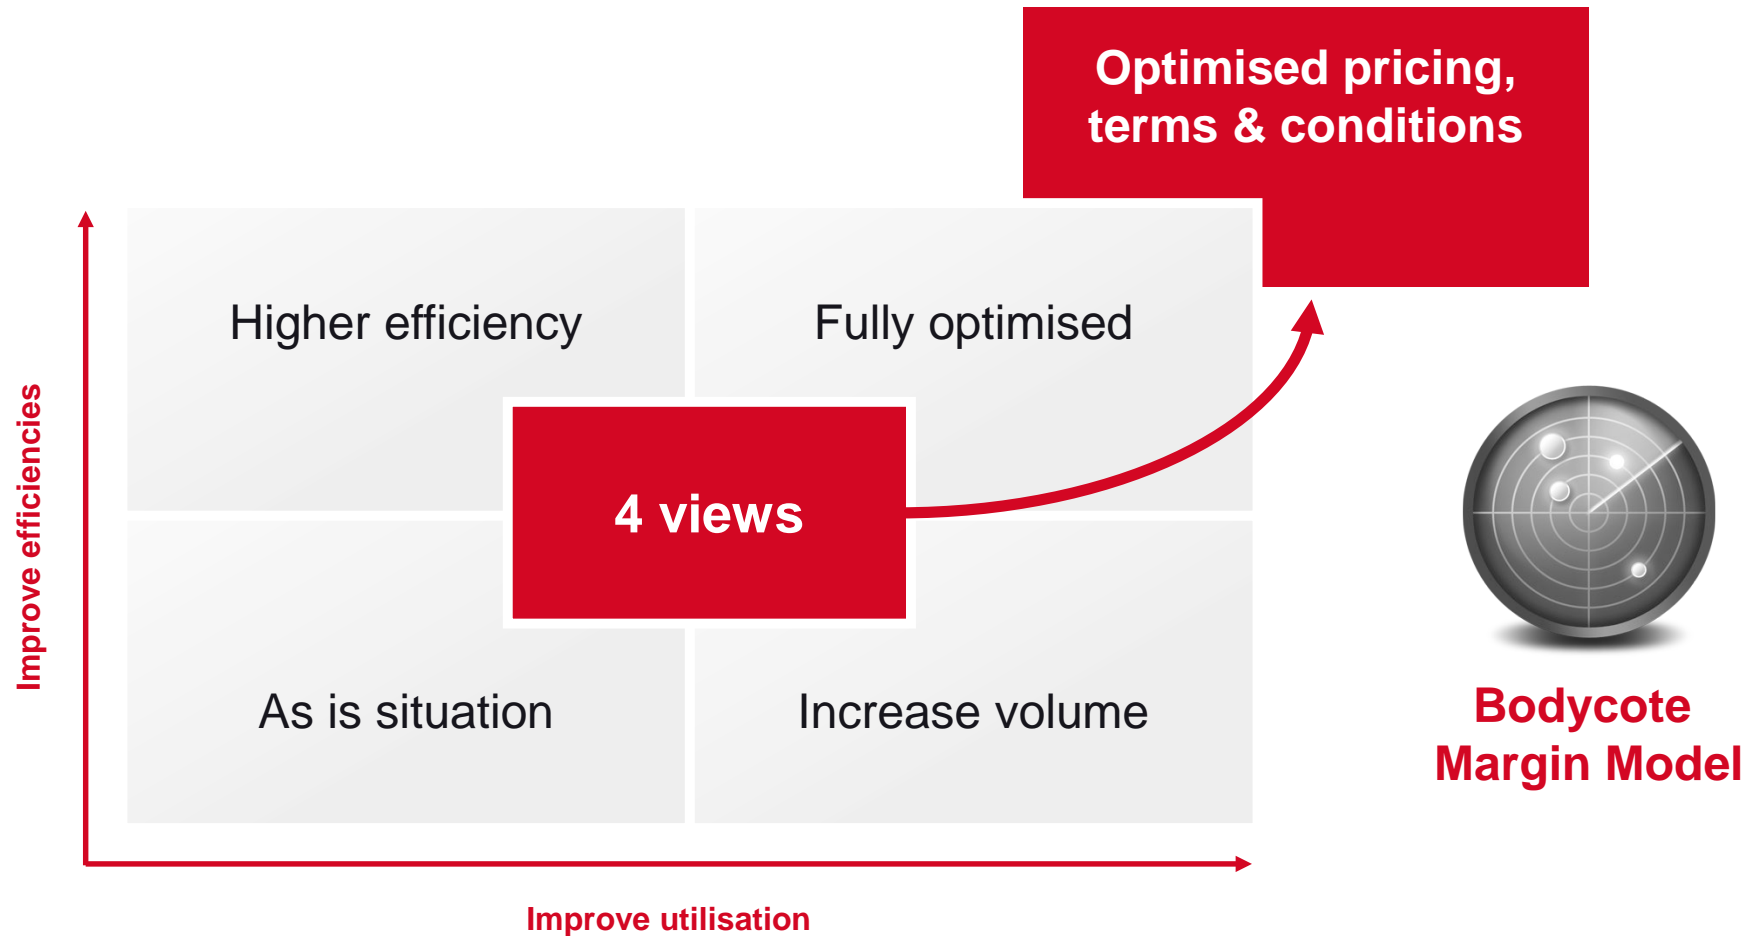 Optimised pricing,
terms & conditions
Higher efficiency
Fully optimised
Improve efficiencies
4 views
As is situation
Increase volume
Bodycote
Margin Model
Improve utilisation